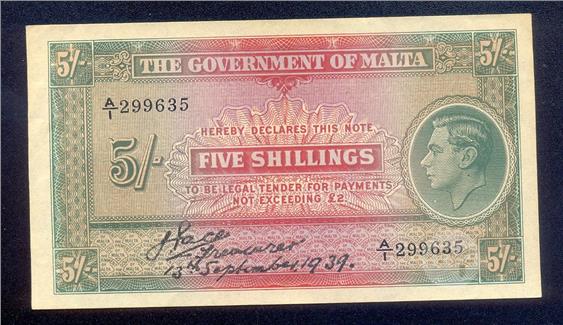 5/- 5/-
THE GOVERNMENT OF MALTA
A/1 299635
HEREBY DECLARES THIS NOTE
5/- FIVE SHILLINGS
TO BE LEGAL TENDER FOR PAYMENTS
NOT EXCEEDING £2.
J Pace
Treasurer
A/1 299635
13th September, 1939.
5/- 5/-